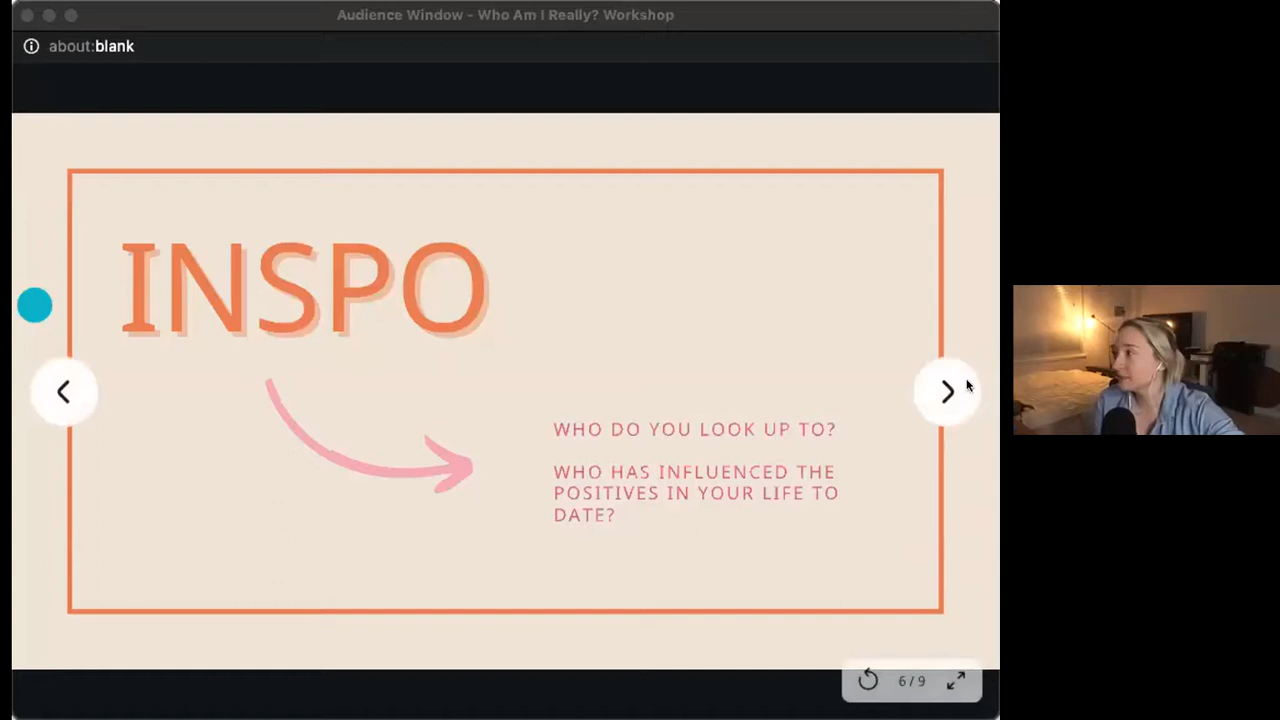 Audience Window - Who Am I Really? Workshop
about:blank
INSPO
WHO DO YOU LOOK UP TO?
WHO HAS INFLUENCED THE
POSITIVES IN YOUR LIFE TO
DATE?
6 / 9